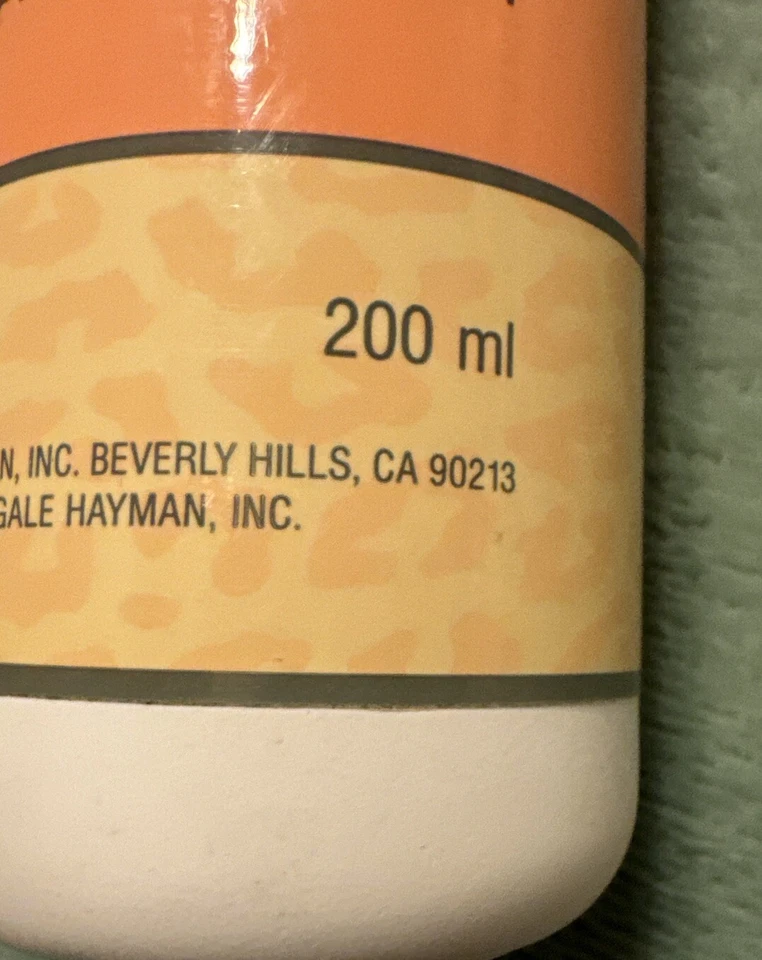 200 ml
N, INC. BEVERLY HILLS, CA 90213
GALE HAYMAN, INC.